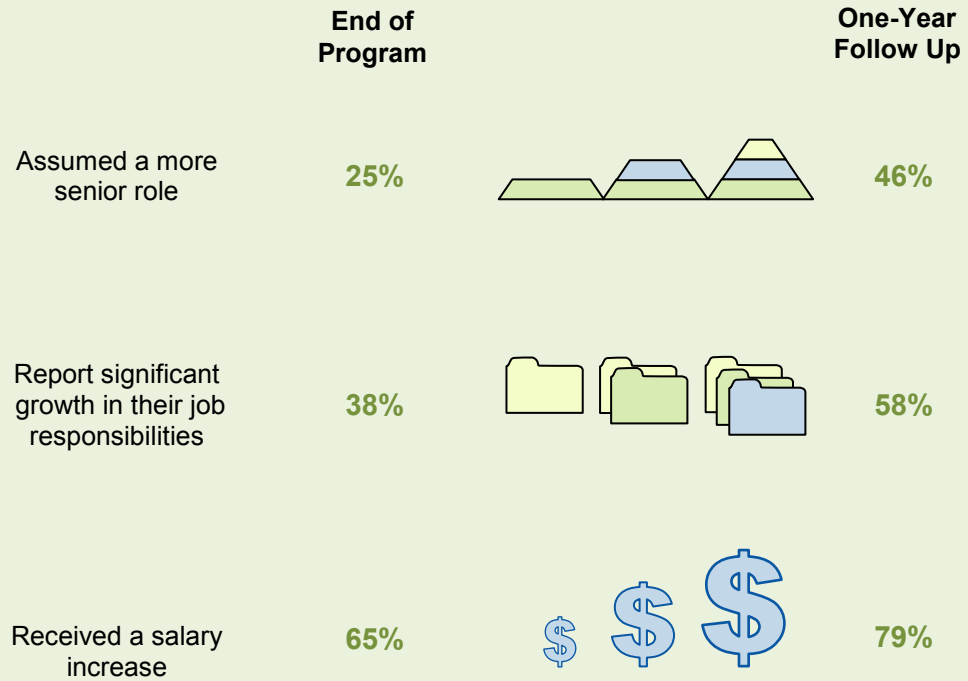 End of
Program
One-Year
Follow Up
Assumed a more
senior role
25%
46%
Report significant
growth in their job
responsibilities
38%
58%
Received a salary
increase
65%
$ $ $
79%